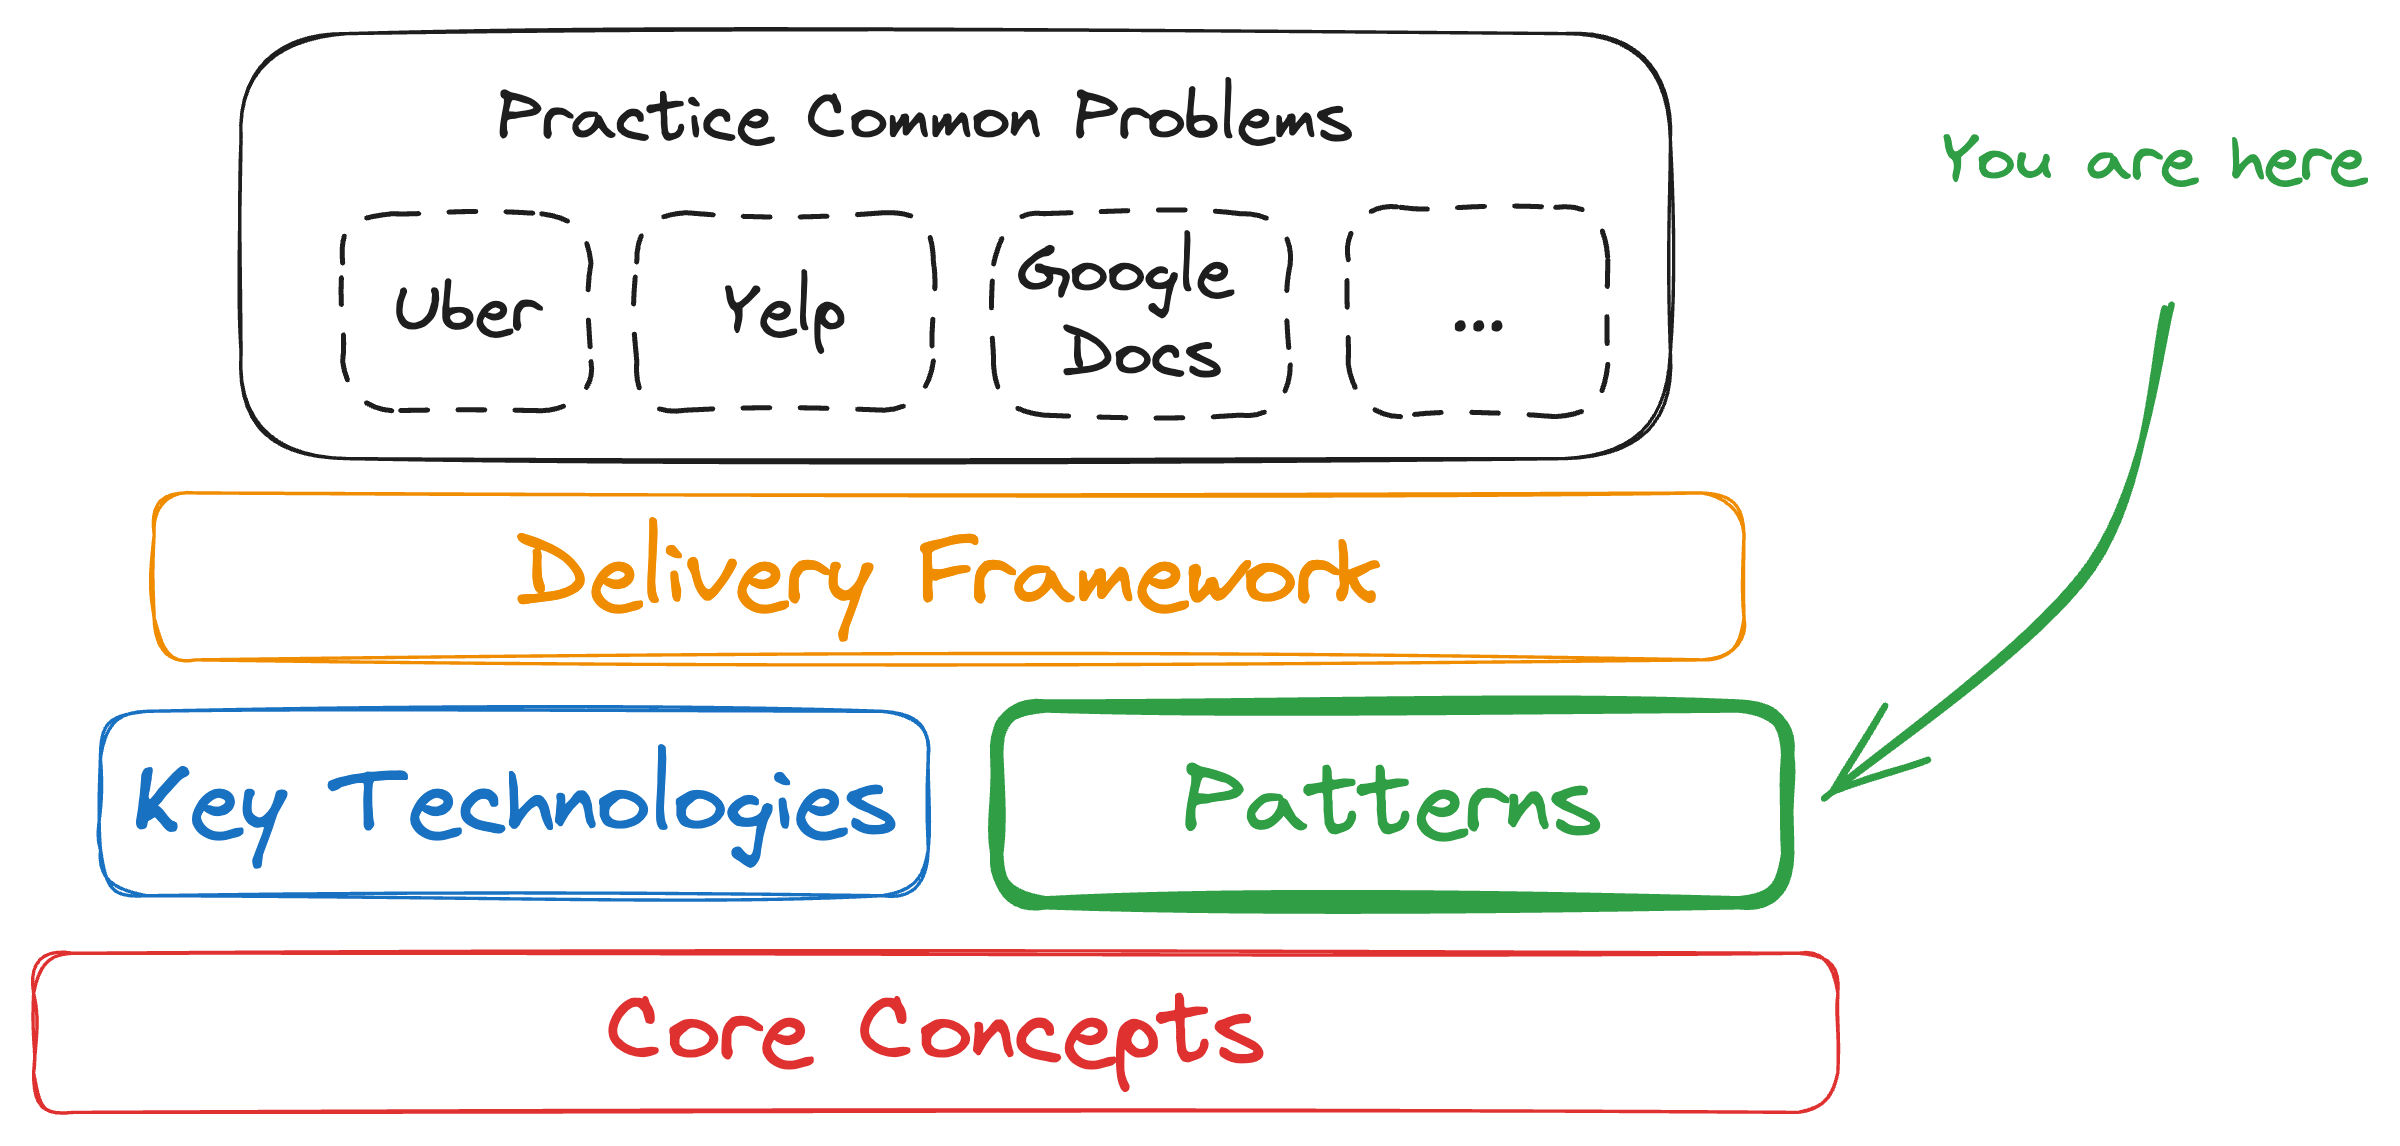 Practice Common Problems
You are here
Uber
Yelp
Google
Docs
...
Delivery Framework
Key Technologies
Patterns
Core Concepts